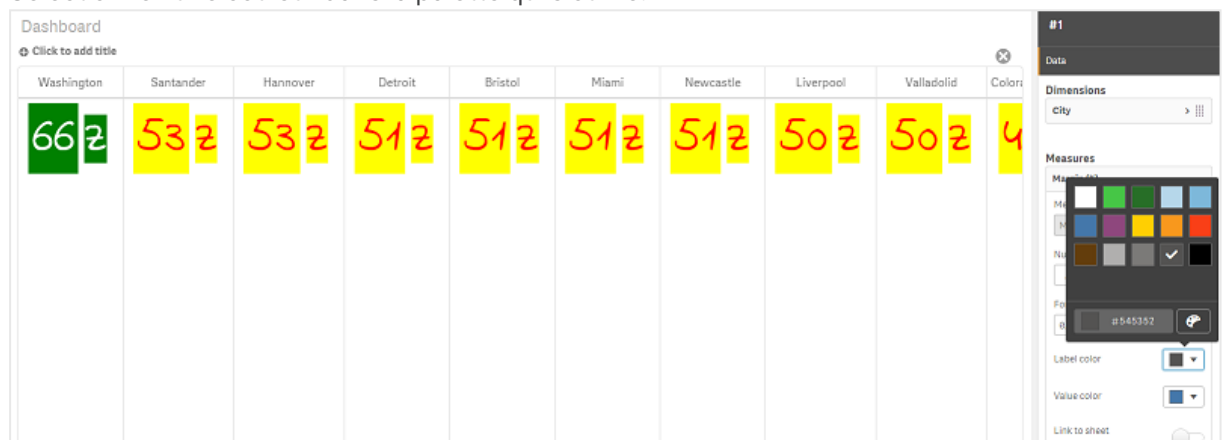 Dashboard
Click to add title
Washington Santander Hannover Detroit Bristol Miami Newcastle Liverpool Valladolid Colora
66 z 53 z 53 z 51 z 51 z 51 z 51 z 50 z 50 z 4
#1
Data
Dimensions
City
Measures
#545352
Label color
Value color
Link to sheet